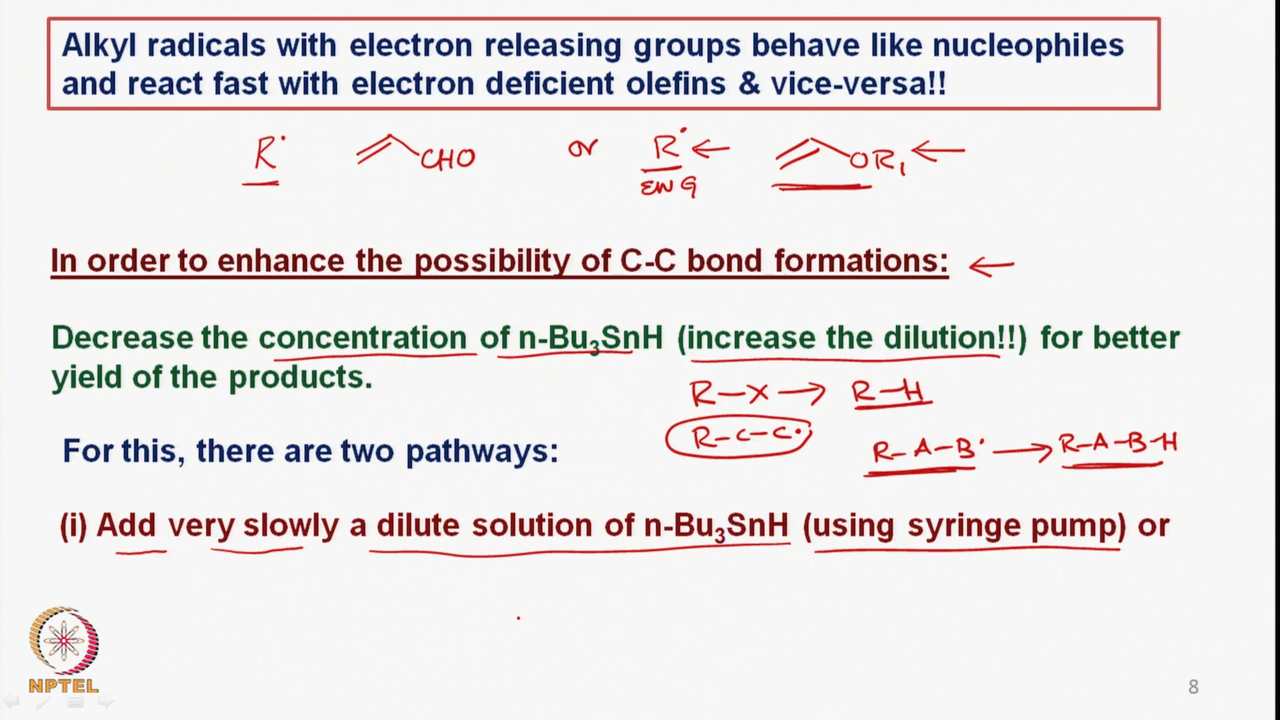 Alkyl radicals with electron releasing groups behave like nucleophiles
and react fast with electron deficient olefins & vice-versa!!
R• CHO or R• ← OR₁ ←
EWG
In order to enhance the possibility of C-C bond formations: ←
Decrease the concentration of n-Bu₃SnH (increase the dilution!!) for better
yield of the products.
R–X → R–H
R–C–C•
R–A–B• → R–A–B–H
For this, there are two pathways:
(i) Add very slowly a dilute solution of n-Bu₃SnH (using syringe pump) or
NPTEL
8